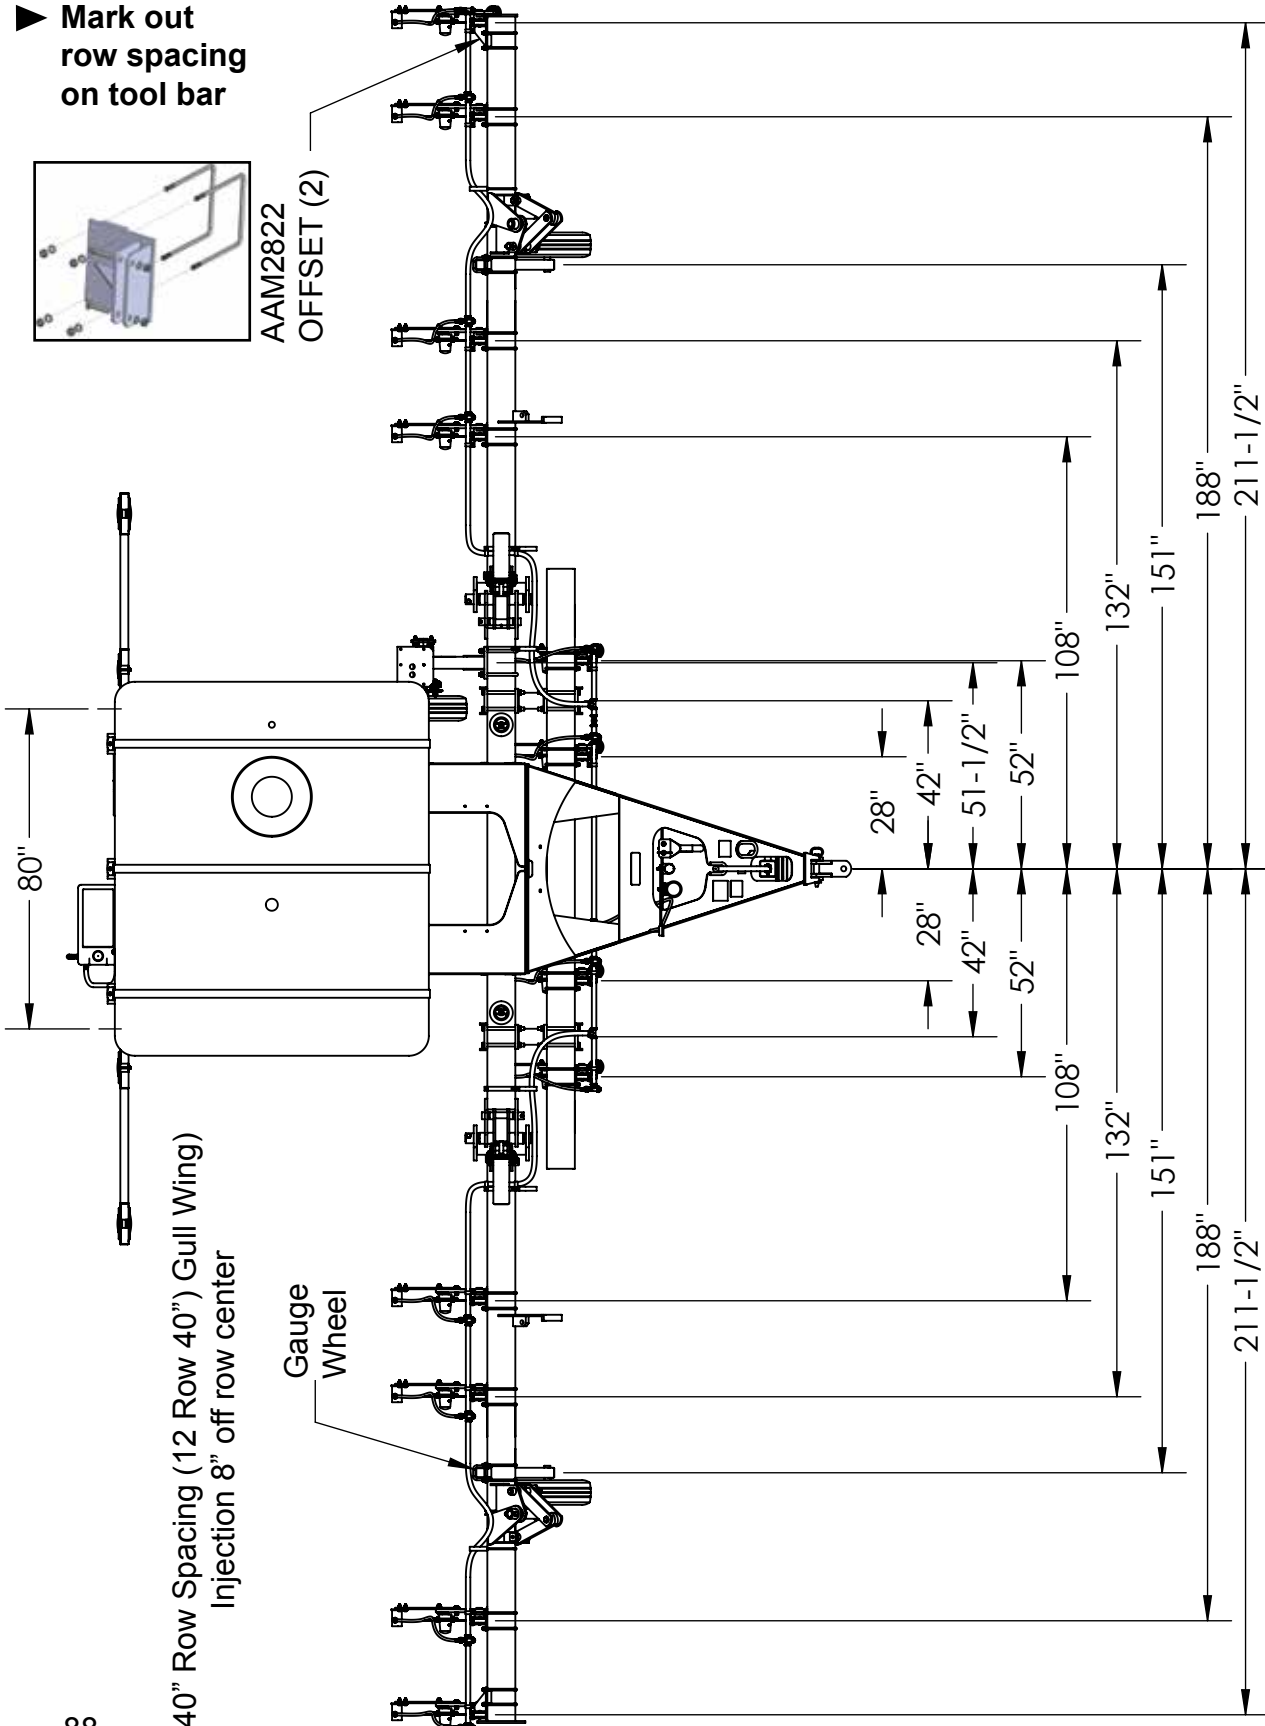 ► Mark out
row spacing
on tool bar
AAM2822
OFFSET (2)
80"
Gauge
Wheel
40” Row Spacing (12 Row 40”) Gull Wing)
Injection 8” off row center
28"
42"
51-1/2"
52"
108"
132"
151"
188"
211-1/2"
28"
42"
52"
108"
132"
151"
188"
211-1/2"